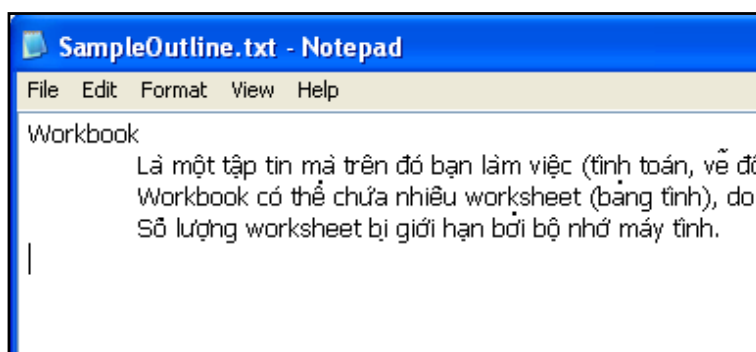 SampleOutline.txt - Notepad
File Edit Format View Help
Workbook
Là một tập tin mà trên đó bạn làm việc (tính toán, vẽ đồ
Workbook có thể chứa nhiều worksheet (bảng tính), do
Số lượng worksheet bị giới hạn bởi bộ nhớ máy tính.